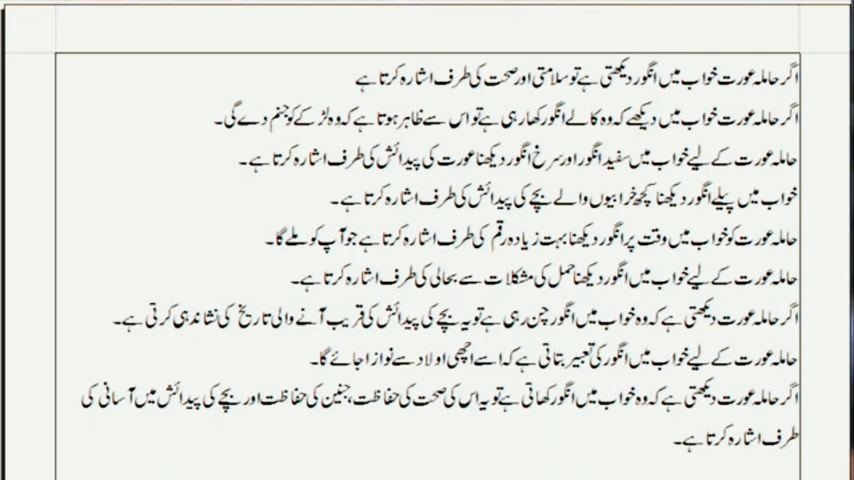 اگر حاملہ عورت خواب میں انگور دیکھتی ہے تو سلامتی اور صحت کی طرف اشارہ کرتا ہے
اگر حاملہ عورت خواب میں دیکھے کہ وہ کالے انگور کھا رہی ہے تو اس سے ظاہر ہوتا ہے کہ وہ لڑکے کو جنم دے گی۔
حاملہ عورت کے لیے خواب میں سفید انگور اور سرخ انگور دیکھنا عورت کی پیدائش کی طرف اشارہ کرتا ہے۔
خواب میں پیلے انگور دیکھنا کچھ خرابیوں والے بچے کی پیدائش کی طرف اشارہ کرتا ہے۔
حاملہ عورت کو خواب میں وقت پر انگور دیکھنا بہت زیادہ رقم کی طرف اشارہ کرتا ہے جو آپ کو ملے گا۔
حاملہ عورت کے لیے خواب میں انگور دیکھنا حمل کی مشکلات سے بحالی کی طرف اشارہ کرتا ہے۔
اگر حاملہ عورت دیکھتی ہے کہ وہ خواب میں انگور چن رہی ہے تو یہ بچے کی پیدائش کی قریب آنے والی تاریخ کی نشاندہی کرتی ہے۔
حاملہ عورت کے لیے خواب میں انگور کی تعبیر بتاتی ہے کہ اسے اچھی اولاد سے نوازا جائے گا۔
اگر حاملہ عورت دیکھتی ہے کہ وہ خواب میں انگور کھاتی ہے تو یہ اس کی صحت کی حفاظت، جنین کی حفاظت اور بچے کی پیدائش میں آسانی کی
طرف اشارہ کرتا ہے۔